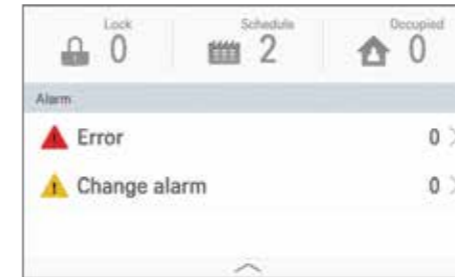 Lock Schedule Occupied
0 2 0
Alarm
Error 0
Change alarm 0